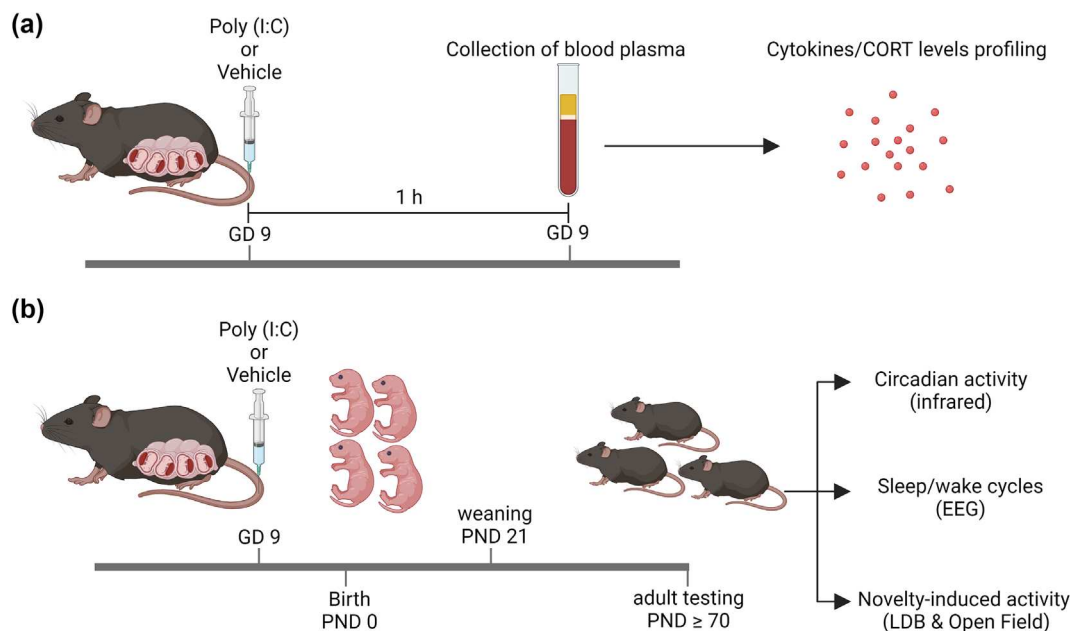 (a)
Poly (I:C)
or
Vehicle
Collection of blood plasma
Cytokines/CORT levels profiling
1 h
GD 9
GD 9
(b)
Poly (I:C)
or
Vehicle
Circadian activity
(infrared)
Sleep/wake cycles
(EEG)
weaning
PND 21
GD 9
Birth
PND 0
adult testing
PND ≥ 70
Novelty-induced activity
(LDB & Open Field)